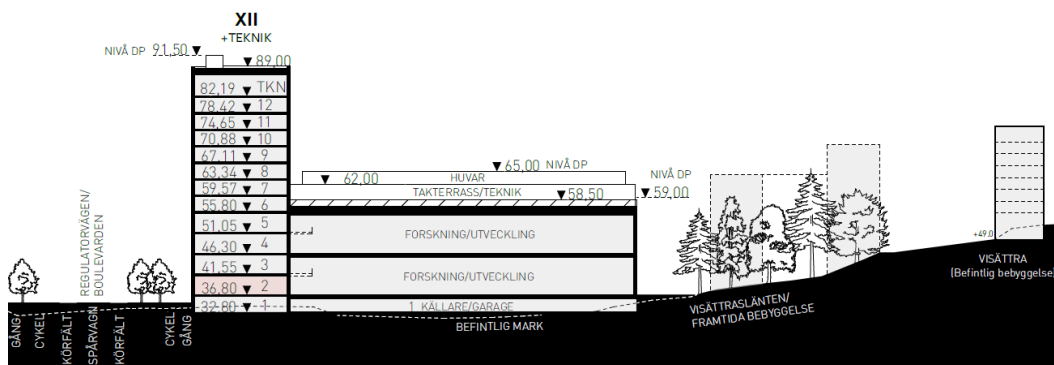 XII
+TEKNIK
NIVÅ DP 91,50
89,00
82,19 TKN
78,42 12
74,65 11
70,88 10
67,11 9
63,34 8
59,57 7
55,80 6
51,05 5
46,30 4
41,55 3
36,80 2
32,80 1
65,00 NIVÅ DP
62,00 HUVAR
NIVÅ DP
TAKTERRASS/TEKNIK 58,50 59,00
FORSKNING/UTVECKLING
FORSKNING/UTVECKLING
1 KÄLLARE/GARAGE
BEFINTLIG MARK
REGULATORVÄGEN/
BOULEVARDEN
GÅNG
CYKEL
KÖRFÄLT
SPÅRVAGN
KÖRFÄLT
CYKEL
GÅNG
VISÄTTRASLÄNTEN/
FRAMTIDA BEBYGGELSE
+49.0
VISÄTTRA
(Befintlig bebyggelse)